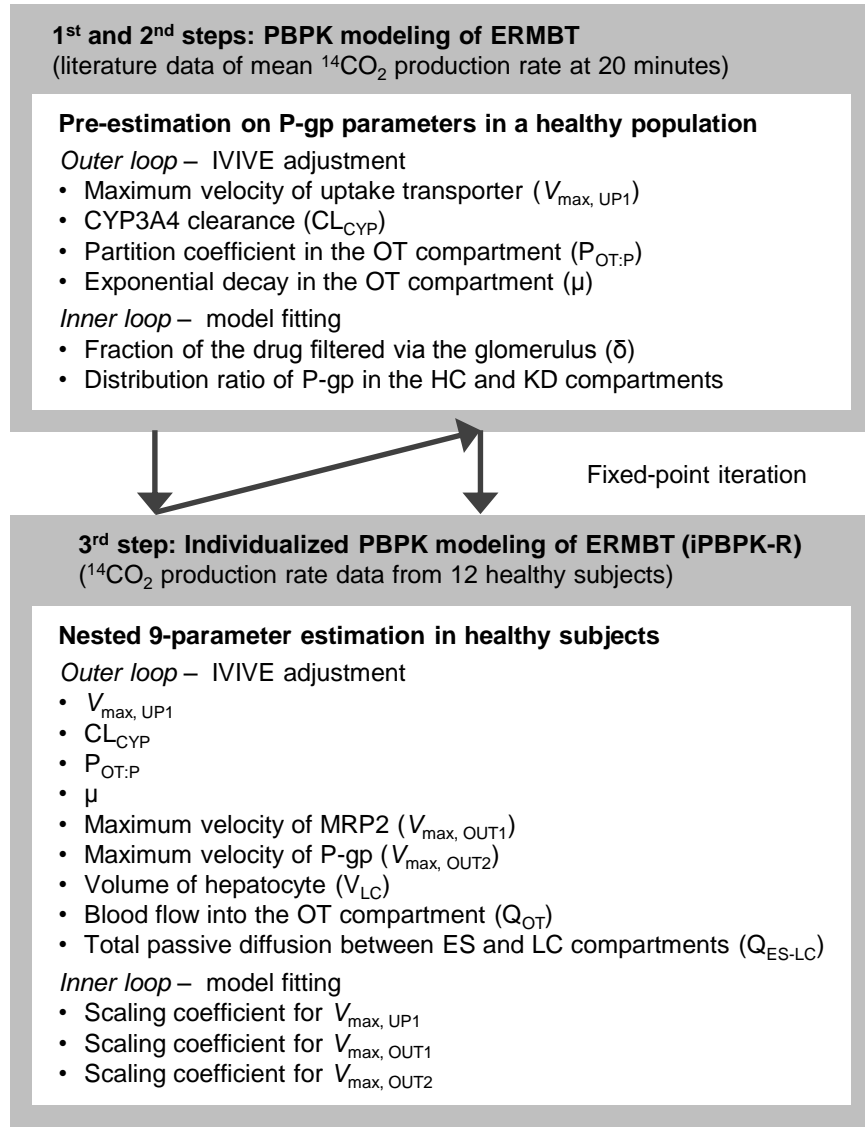 1st and 2nd steps: PBPK modeling of ERMBT
(literature data of mean 14CO2 production rate at 20 minutes)
Pre-estimation on P-gp parameters in a healthy population
Outer loop – IVIVE adjustment
• Maximum velocity of uptake transporter (Vmax, UP1)
• CYP3A4 clearance (CLCYP)
• Partition coefficient in the OT compartment (POT:P)
• Exponential decay in the OT compartment (μ)
Inner loop – model fitting
• Fraction of the drug filtered via the glomerulus (δ)
• Distribution ratio of P-gp in the HC and KD compartments
Fixed-point iteration
3rd step: Individualized PBPK modeling of ERMBT (iPBPK-R)
(14CO2 production rate data from 12 healthy subjects)
Nested 9-parameter estimation in healthy subjects
Outer loop – IVIVE adjustment
• Vmax, UP1
• CLCYP
• POT:P
• μ
• Maximum velocity of MRP2 (Vmax, OUT1)
• Maximum velocity of P-gp (Vmax, OUT2)
• Volume of hepatocyte (VLC)
• Blood flow into the OT compartment (QOT)
• Total passive diffusion between ES and LC compartments (QES-LC)
Inner loop – model fitting
• Scaling coefficient for Vmax, UP1
• Scaling coefficient for Vmax, OUT1
• Scaling coefficient for Vmax, OUT2